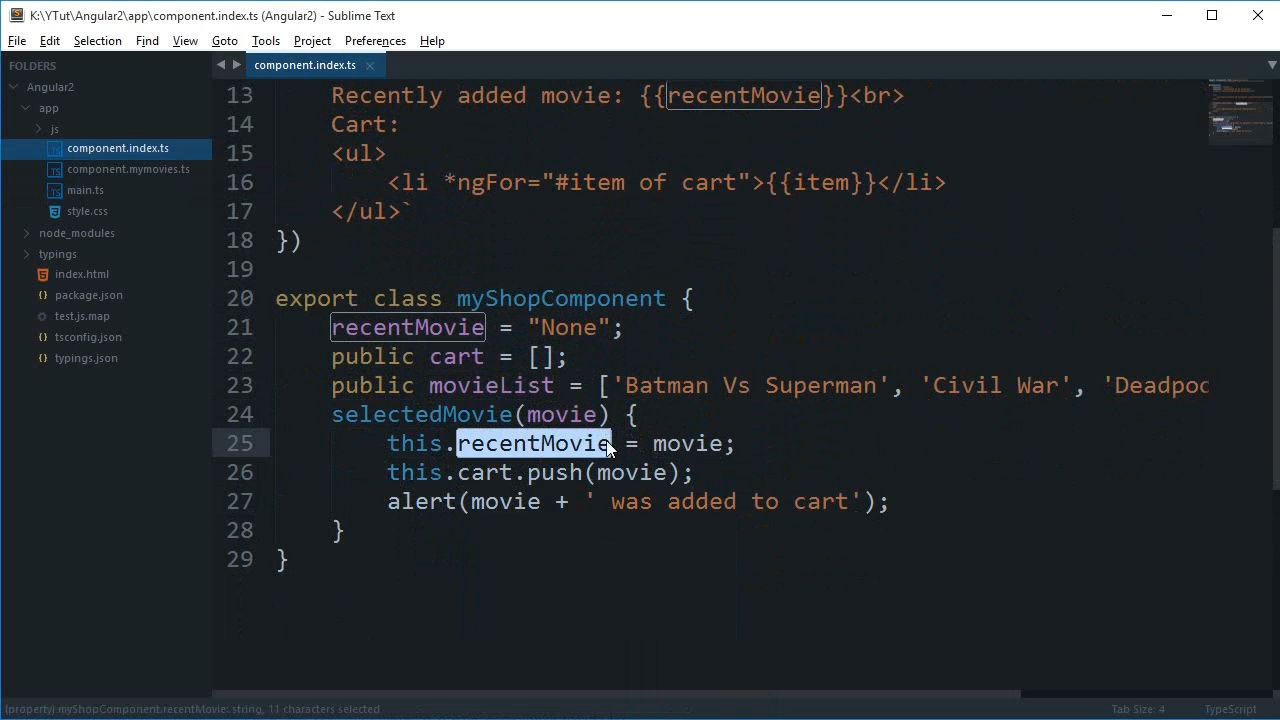 K:\YTut\Angular2\app\component.index.ts (Angular2) - Sublime Text
File Edit Selection Find View Goto Tools Project Preferences Help
FOLDERS
Angular2
app
js
component.index.ts
component.mymovies.ts
main.ts
style.css
node_modules
typings
index.html
package.json
test.js.map
tsconfig.json
typings.json
component.index.ts
13 Recently added movie: {{recentMovie}}<br>
14 Cart:
15 <ul>
16 <li *ngFor="#item of cart">{{item}}</li>
17 </ul>`
18 })
19
20 export class myShopComponent {
21 recentMovie = "None";
22 public cart = [];
23 public movieList = ['Batman Vs Superman', 'Civil War', 'Deadpoo
24 selectedMovie(movie) {
25 this.recentMovie = movie;
26 this.cart.push(movie);
27 alert(movie + ' was added to cart');
28 }
29 }
(property) myShopComponent.recentMovie: string, 11 characters selected
Tab Size: 4 TypeScript